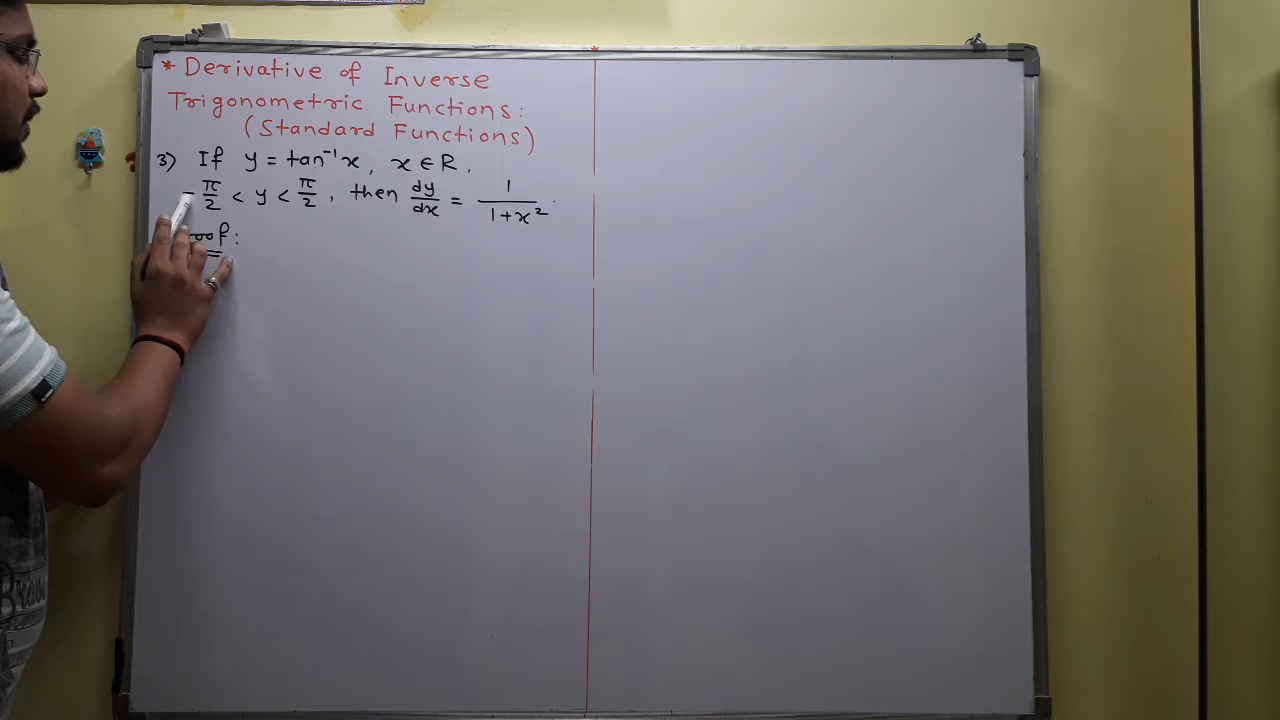 * Derivative of Inverse
Trigonometric Functions:
(Standard Functions)
3) If y = tan⁻¹x, x ∈ R,
-π/2 < y < π/2, then dy/dx = 1/(1+x²).